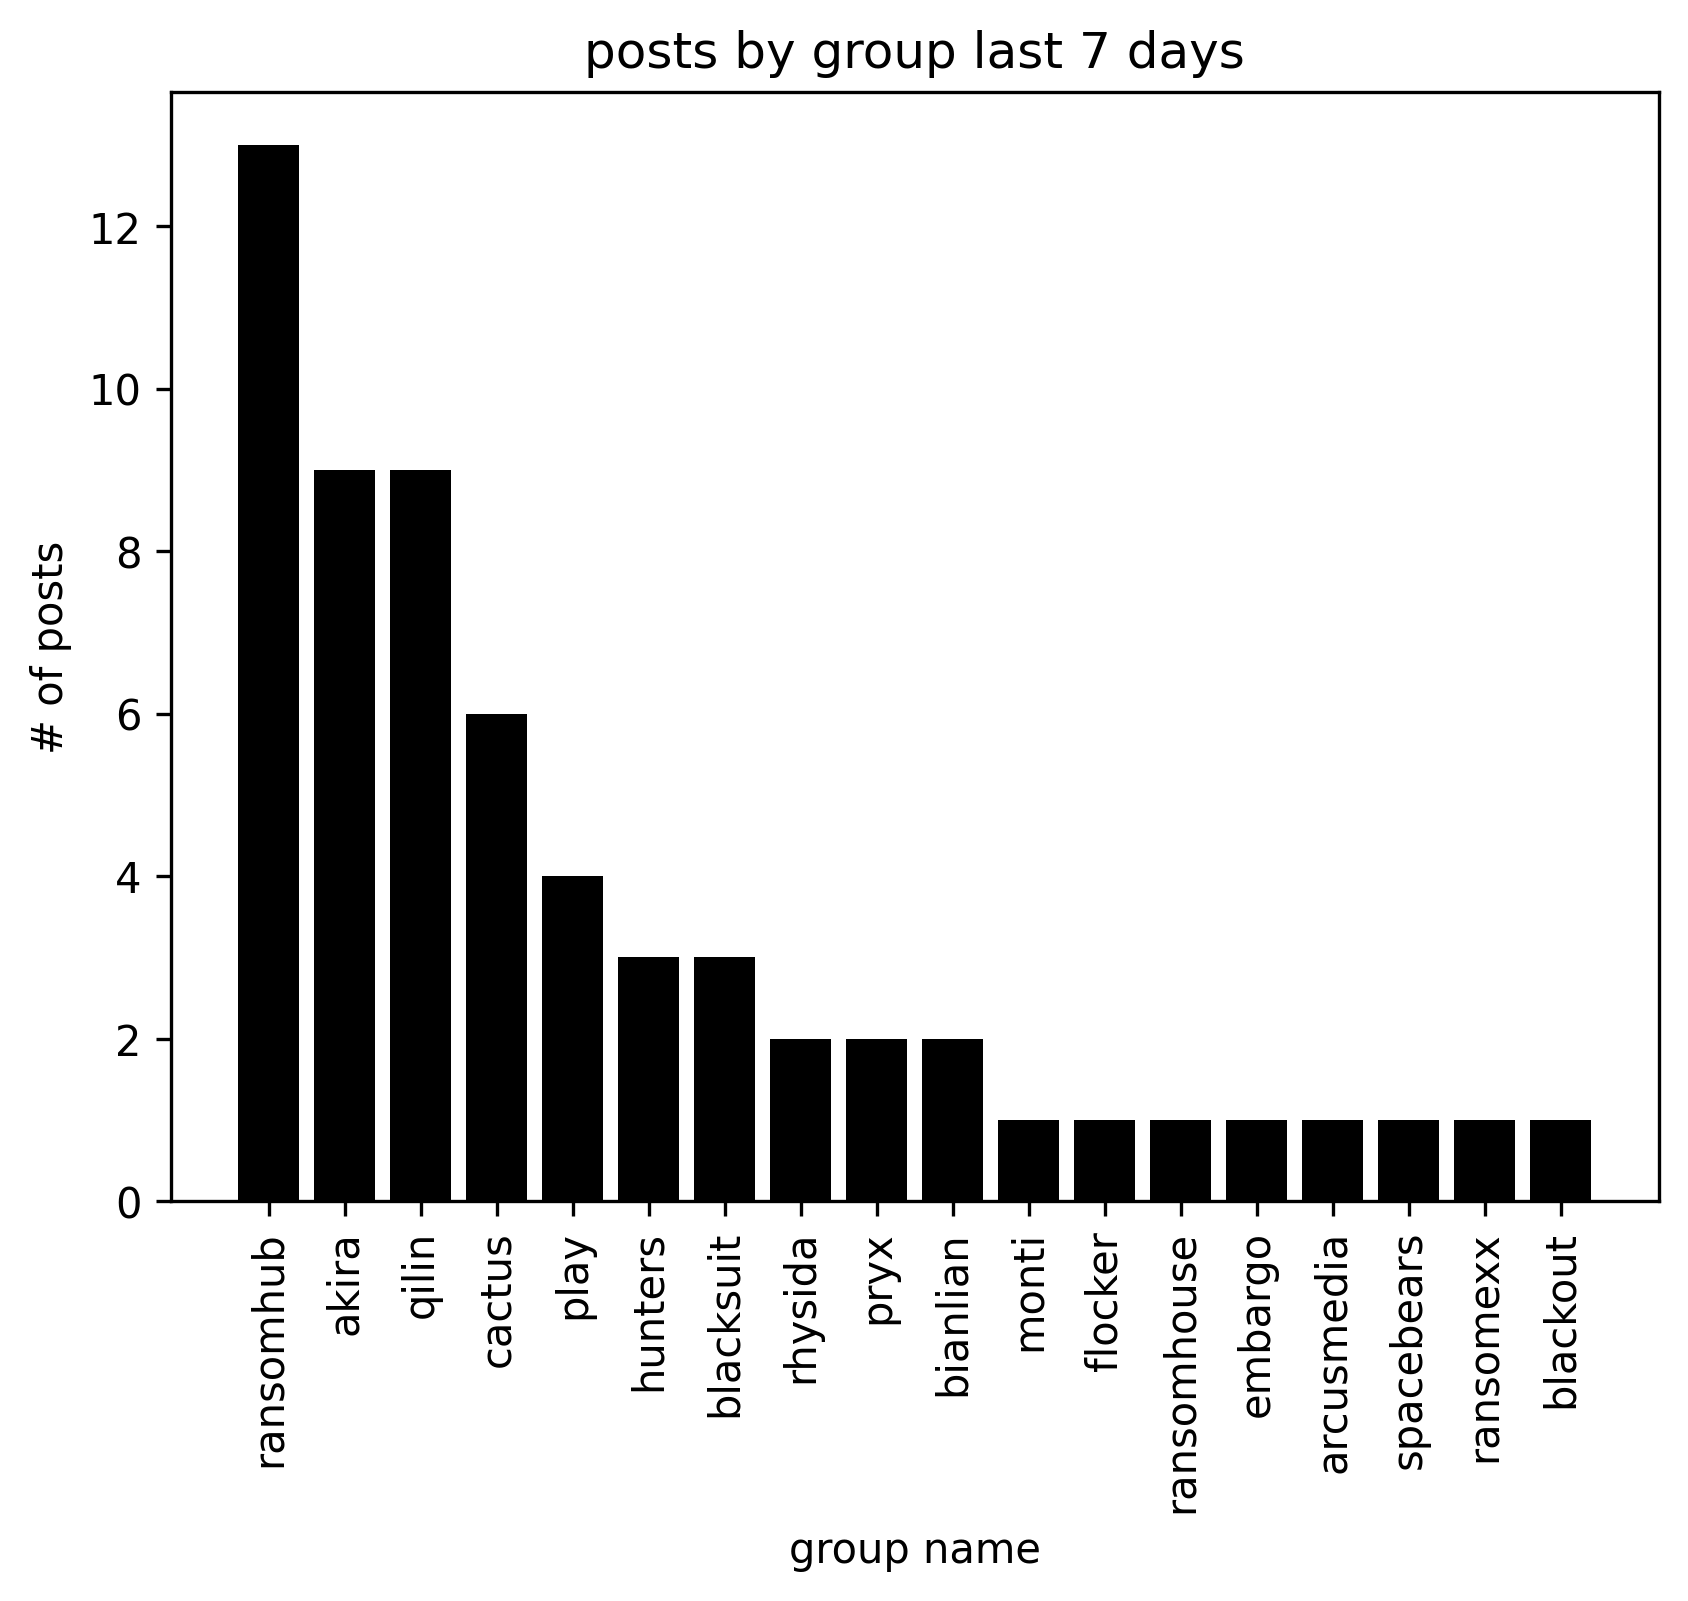 posts by group last 7 days
12
10
8
6
4
2
0
# of posts
ransomhub
akira
qilin
cactus
play
hunters
blacksuit
rhysida
pryx
bianlian
monti
flocker
ransomhouse
embargo
arcusmedia
spacebears
ransomexx
blackout
group name